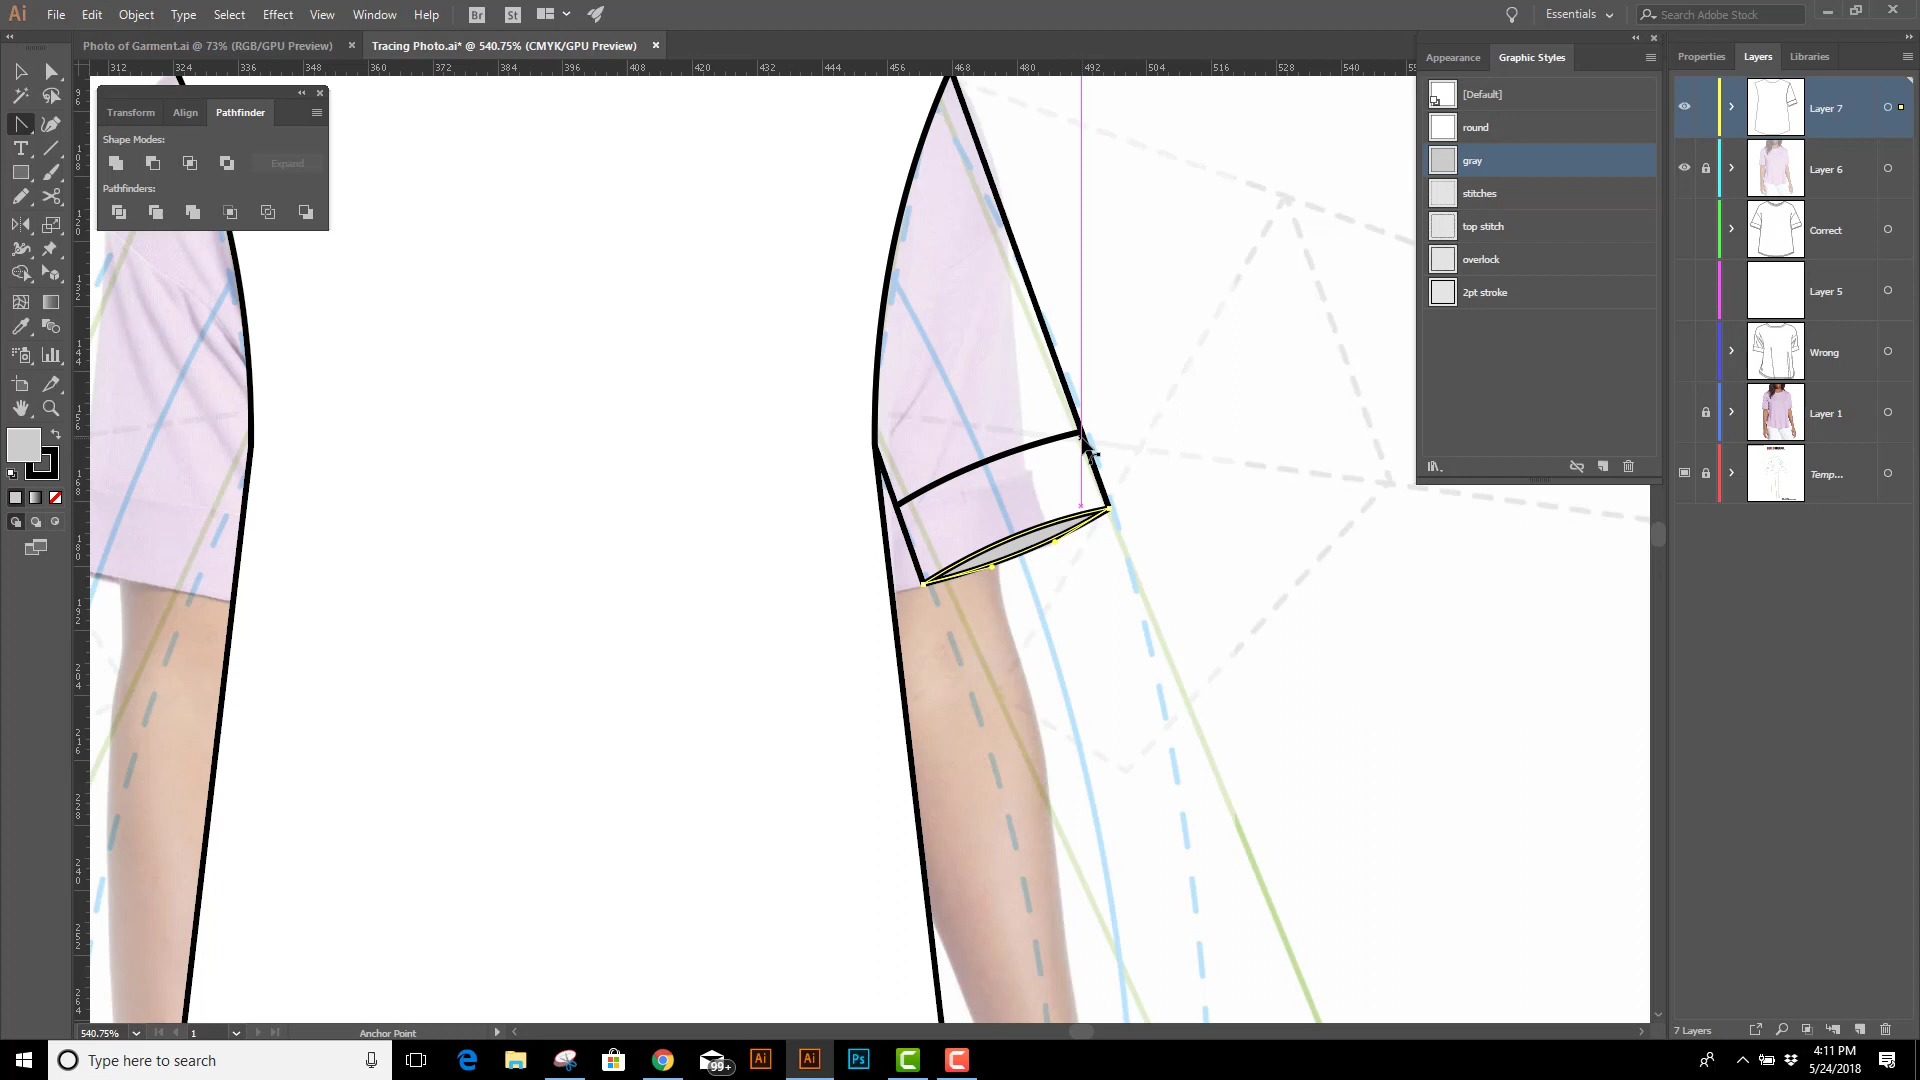 Ai File Edit Object Type Select Effect View Window Help Br St Essentials Search Adobe Stock
Photo of Garment.ai @ 73% (RGB/GPU Preview) Tracing Photo.ai* @ 540.75% (CMYK/GPU Preview)
312 324 336 348 360 372 384 396 408 420 432 444 456 468 480 492 504 516 528 540
Transform Align Pathfinder
Shape Modes:
Expand
Pathfinders:
Appearance Graphic Styles
[Default]
round
gray
stitches
top stitch
overlock
2pt stroke
Properties Layers Libraries
Layer 7
Layer 6
Correct
Layer 5
Wrong
Layer 1
Temp...
7 Layers
540.75% 1 Anchor Point
Type here to search
99+
Ai Ai Ps
4:11 PM
5/24/2018